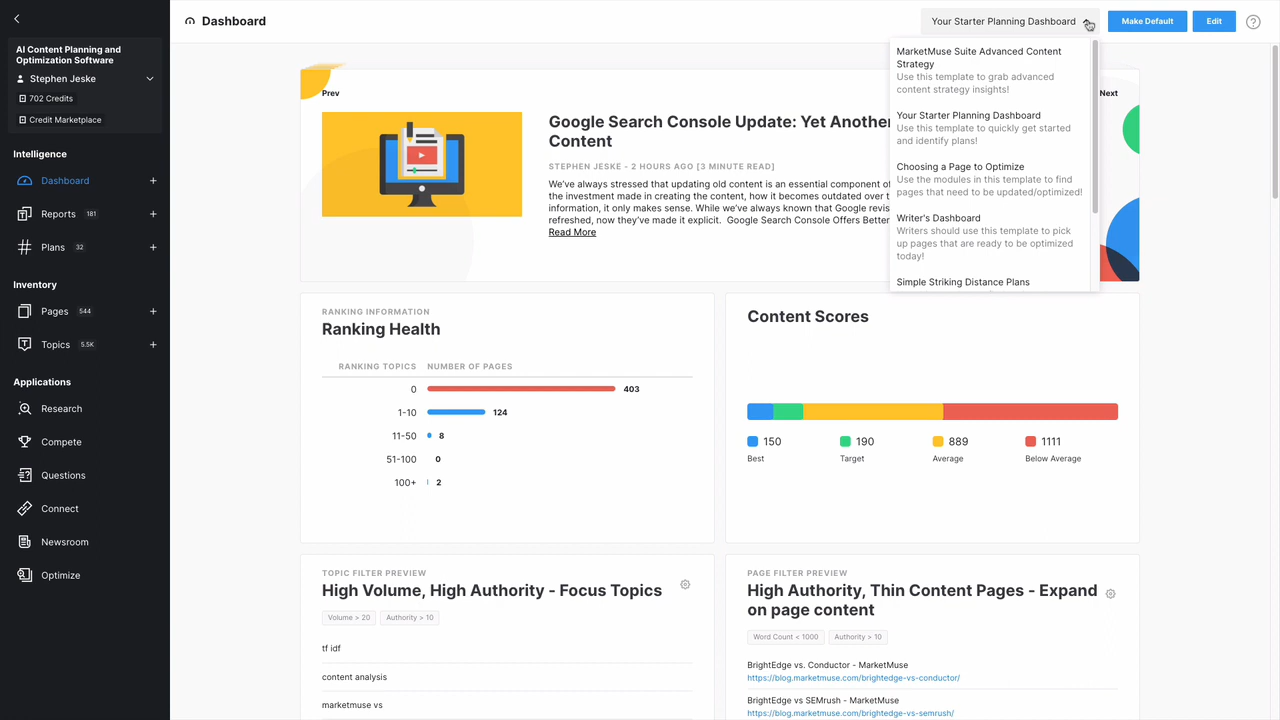 Dashboard
Your Starter Planning Dashboard
Make Default
Edit
AI Content Planning and
Optimization Software
Stephen Jeske
702 Credits
Credit Marketplace
Intelligence
Dashboard
Reports 181
Plans 32
Inventory
Pages 544
Topics 5.5K
Applications
Research
Compete
Questions
Connect
Newsroom
Optimize
MarketMuse Suite Advanced Content
Strategy
Use this template to grab advanced
content strategy insights!
Your Starter Planning Dashboard
Use this template to quickly get started
and identify plans!
Choosing a Page to Optimize
Use the modules in this template to find
pages that need to be updated/optimized!
Writer's Dashboard
Writers should use this template to pick
up pages that are ready to be optimized
today!
Simple Striking Distance Plans
Prev
Next
Google Search Console Update: Yet Another
Content
STEPHEN JESKE - 2 HOURS AGO [3 MINUTE READ]
We've always stressed that updating old content is an essential component of
the investment made in creating the content, how it becomes outdated over the
information, it only makes sense. While we've always known that Google revis
refreshed, now they've made it explicit. Google Search Console Offers Better
Read More
RANKING INFORMATION
Ranking Health
RANKING TOPICS NUMBER OF PAGES
0 403
1-10 124
11-50 8
51-100 0
100+ 2
Content Scores
150 190 889 1111
Best Target Average Below Average
TOPIC FILTER PREVIEW
High Volume, High Authority - Focus Topics
Volume > 20 Authority > 10
tf idf
content analysis
marketmuse vs
PAGE FILTER PREVIEW
High Authority, Thin Content Pages - Expand
on page content
Word Count < 1000 Authority > 10
BrightEdge vs. Conductor - MarketMuse
https://blog.marketmuse.com/brightedge-vs-conductor/
BrightEdge vs SEMrush - MarketMuse
https://blog.marketmuse.com/brightedge-vs-semrush/